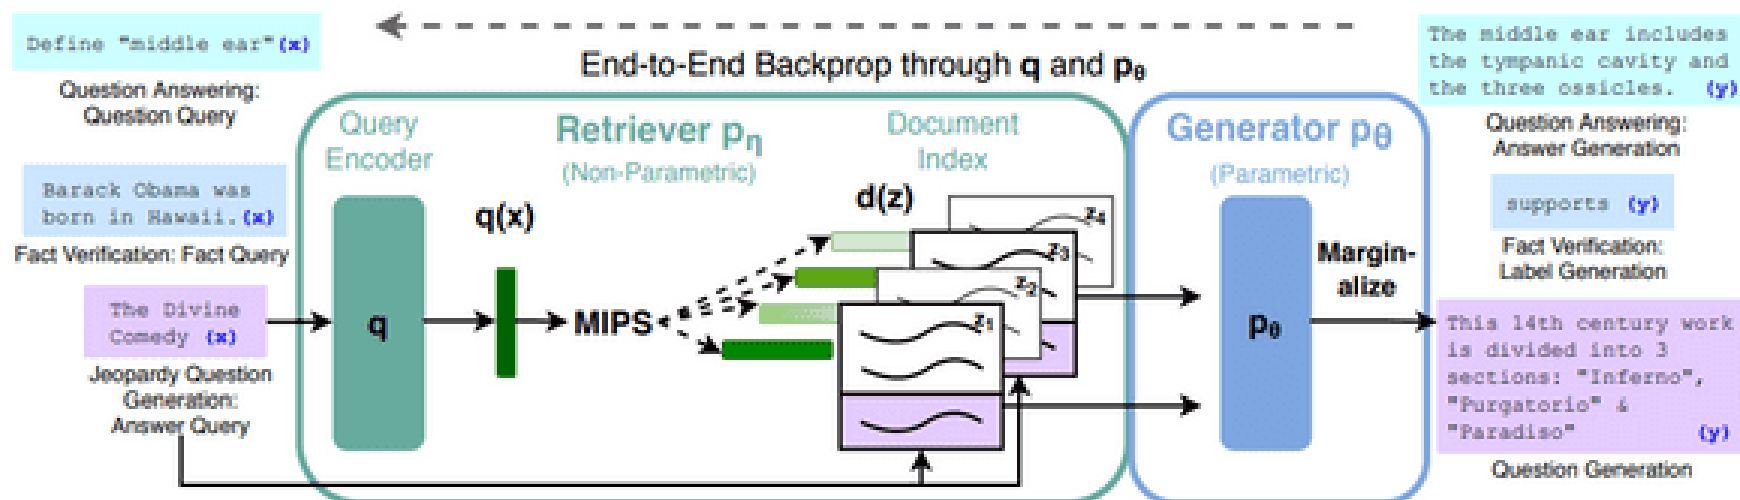 Define "middle ear"(x)
Question Answering:
Question Query
Barack Obama was
born in Hawaii.(x)
Fact Verification: Fact Query
The Divine
Comedy (x)
Jeopardy Question
Generation:
Answer Query
End-to-End Backprop through q and pθ
Query
Encoder
q
q(x)
Retriever pη
(Non-Parametric)
MIPS
Document
Index
d(z)
z4
z3
z2
z1
Generator pθ
(Parametric)
pθ
Margin-
alize
The middle ear includes
the tympanic cavity and
the three ossicles. (y)
Question Answering:
Answer Generation
supports (y)
Fact Verification:
Label Generation
This 14th century work
is divided into 3
sections: "Inferno",
"Purgatorio" &
"Paradiso" (y)
Question Generation